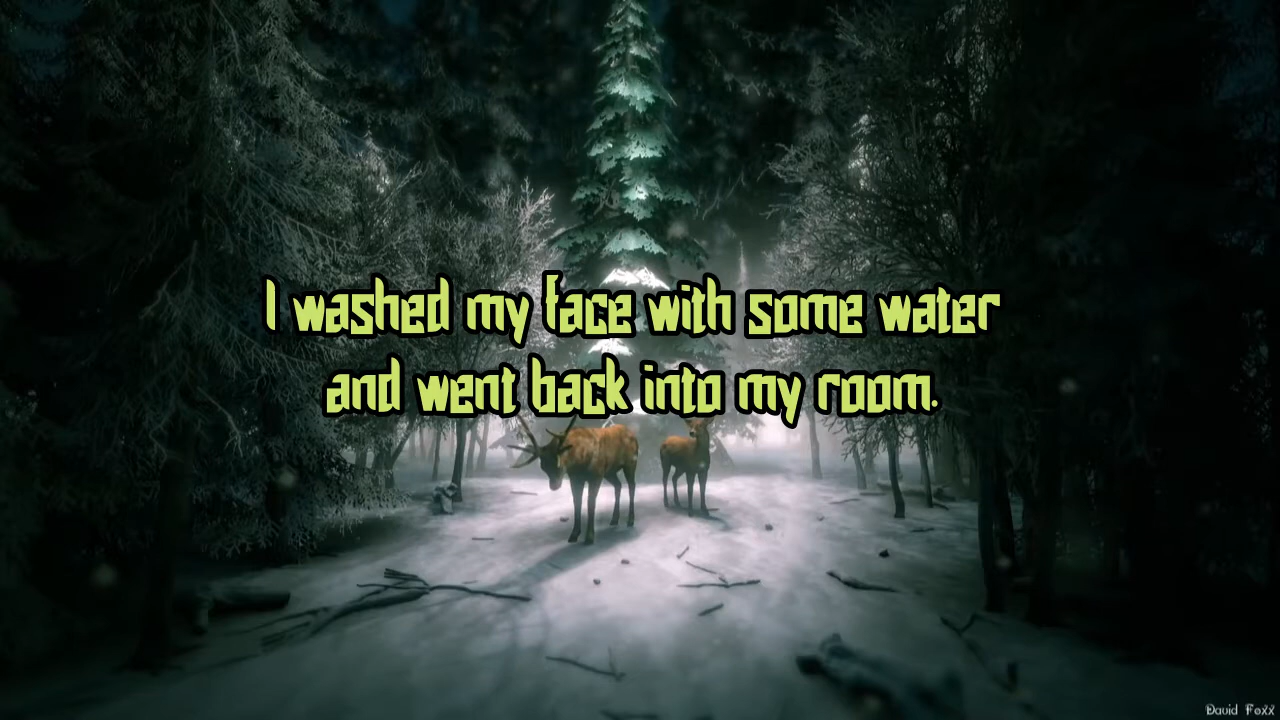 I washed my face with some water
and went back into my room.
David Foxx